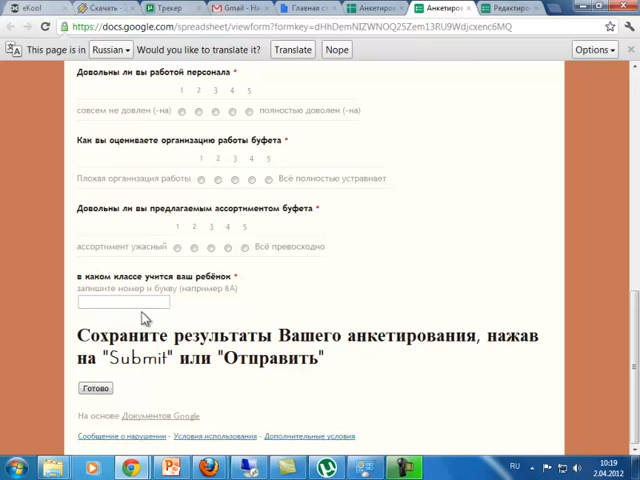 eKool
Скачать -
Трекер
Gmail - На
Главная ст
Анкетиров
Анкетиров
Редактиро
https://docs.google.com/spreadsheet/viewform?formkey=dHhDemNIZWNOQ25Zem13RU9Wdjcxenc6MQ
This page is in Russian Would you like to translate it? Translate Nope Options
Довольны ли вы работой персонала *
1 2 3 4 5
совсем не довлен (-на) полностью доволен (-на)
Как вы оцениваете организацию работы буфета *
1 2 3 4 5
Плохая организация работы Всё полностью устравивает
Довольны ли вы предлагаемым ассортиментом буфета *
1 2 3 4 5
ассортимент ужасный Всё превосходно
в каком классе учится ваш ребёнок *
запишите номер и букву (например 8А)
Сохраните результаты Вашего анкетирования, нажав
на "Submit" или "Отправить"
Готово
На основе Документов Google
Сообщение о нарушении - Условия использования - Дополнительные условия
RU
10:19
2.04.2012